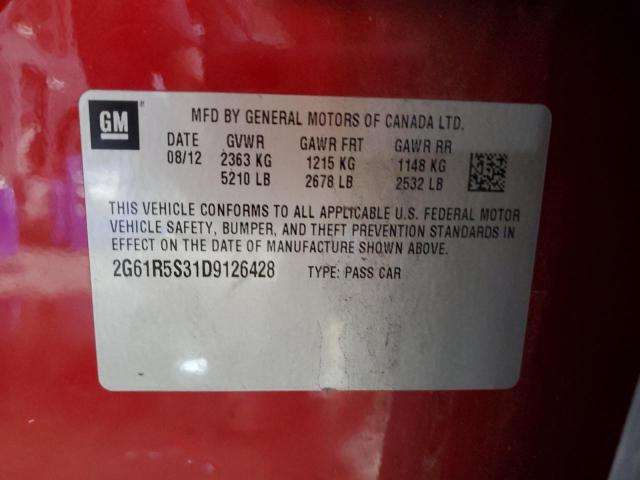 GM
MFD BY GENERAL MOTORS OF CANADA LTD.
DATE GVWR GAWR FRT GAWR RR
08/12 2363 KG 1215 KG 1148 KG
5210 LB 2678 LB 2532 LB
THIS VEHICLE CONFORMS TO ALL APPLICABLE U.S. FEDERAL MOTOR
VEHICLE SAFETY, BUMPER, AND THEFT PREVENTION STANDARDS IN
EFFECT ON THE DATE OF MANUFACTURE SHOWN ABOVE.
2G61R5S31D9126428 TYPE: PASS CAR